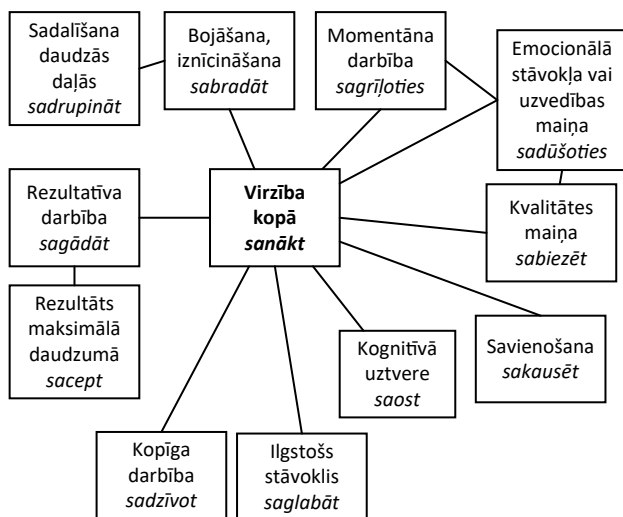 Sadalīšana
daudzās
daļās
sadrupināt
Bojāšana,
iznīcināšana
sabradāt
Momentāna
darbība
sagrīļoties
Emocionālā
stāvokļa vai
uzvedības
maiņa
sadūšoties
Rezultatīva
darbība
sagādāt
Virzība
kopā
sanākt
Kvalitātes
maiņa
sabiezēt
Rezultāts
maksimālā
daudzumā
sacept
Kognitīvā
uztvere
saost
Savienošana
sakausēt
Kopīga
darbība
sadzīvot
Ilgstošs
stāvoklis
saglabāt